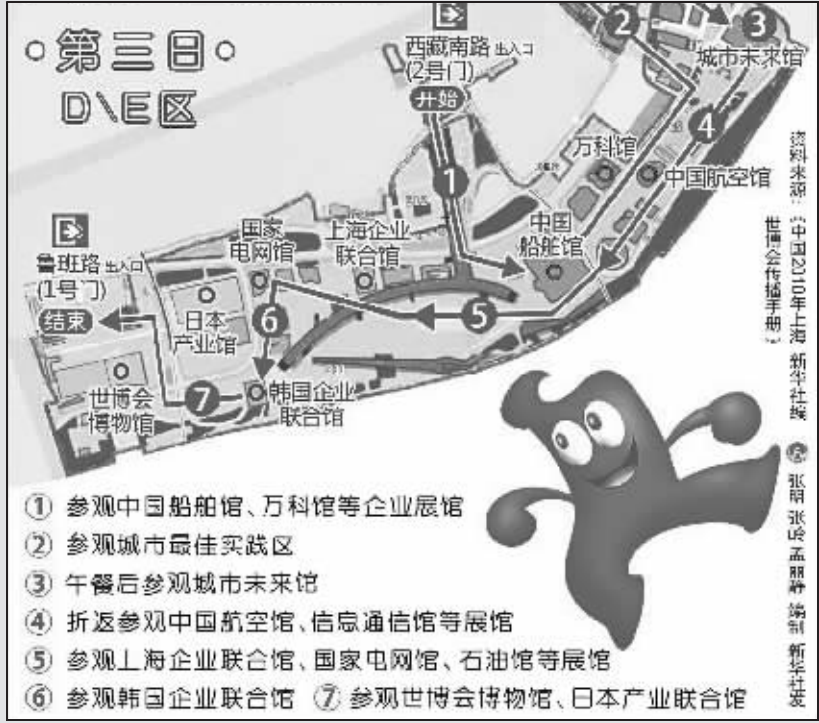 第三日
D\E区
西藏南路 出入口
(2号门)
开始
2
3
城市未来馆
4
万科馆
中国航空馆
1
中国
船舶馆
国家
电网馆
上海企业
联合馆
鲁班路 出入口
(1号门)
结束
日本
产业馆
6
5
7
世博会
博物馆
韩国企业
联合馆
① 参观中国船舶馆、万科馆等企业展馆
② 参观城市最佳实践区
③ 午餐后参观城市未来馆
④ 折返参观中国航空馆、信息通信馆等展馆
⑤ 参观上海企业联合馆、国家电网馆、石油馆等展馆
⑥ 参观韩国企业联合馆 ⑦ 参观世博会博物馆、日本产业联合馆
资料来源：《中国2010年上海
世博会传播手册》
新华社编
张明 张岭 孟丽静 编制 新华社发